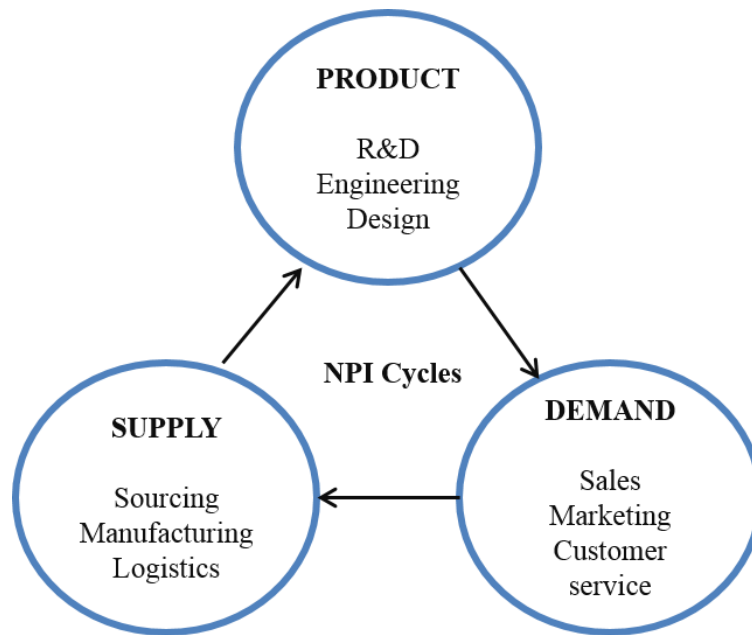 PRODUCT
R&D
Engineering
Design
NPI Cycles
SUPPLY
Sourcing
Manufacturing
Logistics
DEMAND
Sales
Marketing
Customer
service